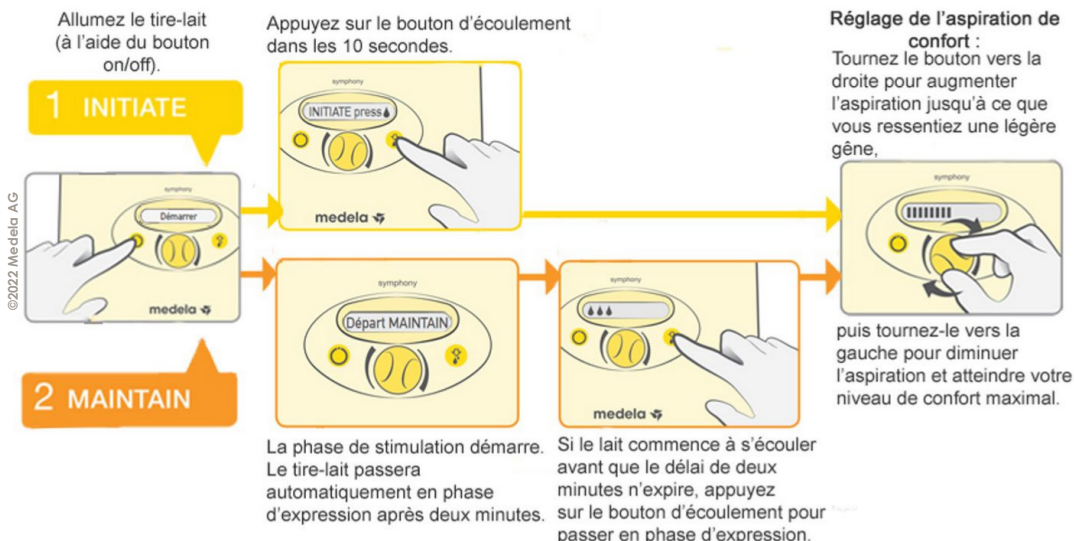 Allumez le tire-lait
(à l'aide du bouton
on/off).
1 INITIATE
Appuyez sur le bouton d'écoulement
dans les 10 secondes.
symphony
INITIATE press
medela
Réglage de l'aspiration de
confort :
Tournez le bouton vers la
droite pour augmenter
l'aspiration jusqu'à ce que
vous ressentiez une légère
gêne,
symphony
Démarrer
medela
symphony
puis tournez-le vers la
gauche pour diminuer
l'aspiration et atteindre votre
niveau de confort maximal.
2 MAINTAIN
symphony
Départ MAINTAIN
La phase de stimulation démarre.
Le tire-lait passera
automatiquement en phase
d'expression après deux minutes.
symphony
medela
Si le lait commence à s'écouler
avant que le délai de deux
minutes n'expire, appuyez
sur le bouton d'écoulement pour
passer en phase d'expression.
©2022 Medela AG